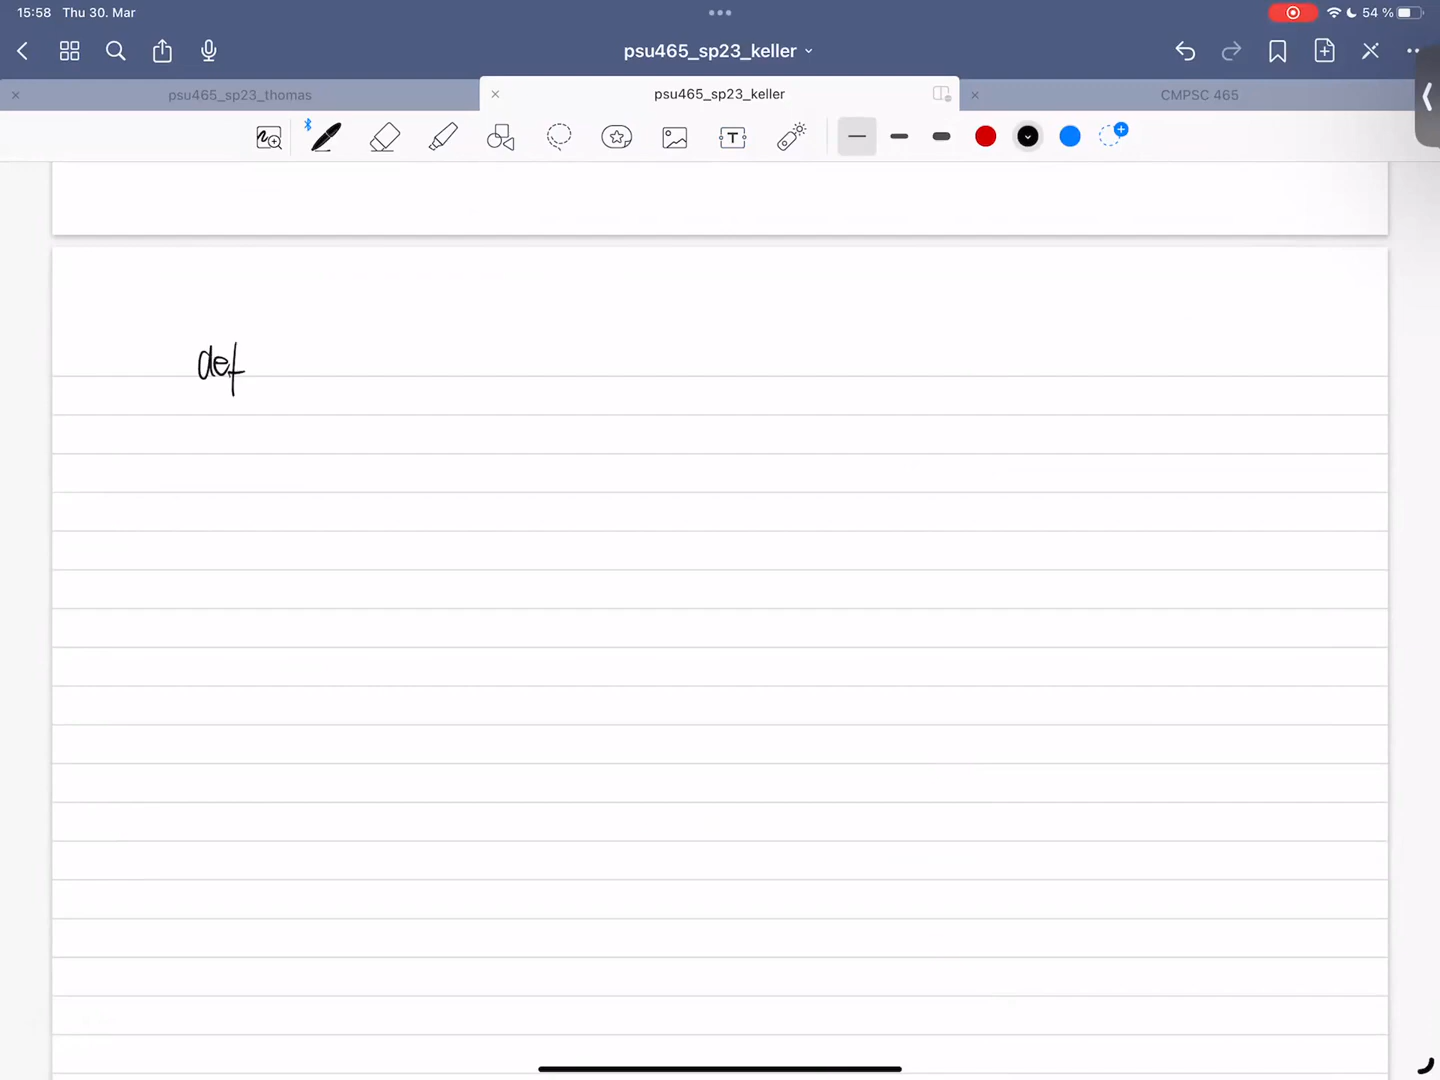 15:58 Thu 30. Mar 54 %
psu465_sp23_keller
psu465_sp23_thomas psu465_sp23_keller CMPSC 465
T
def